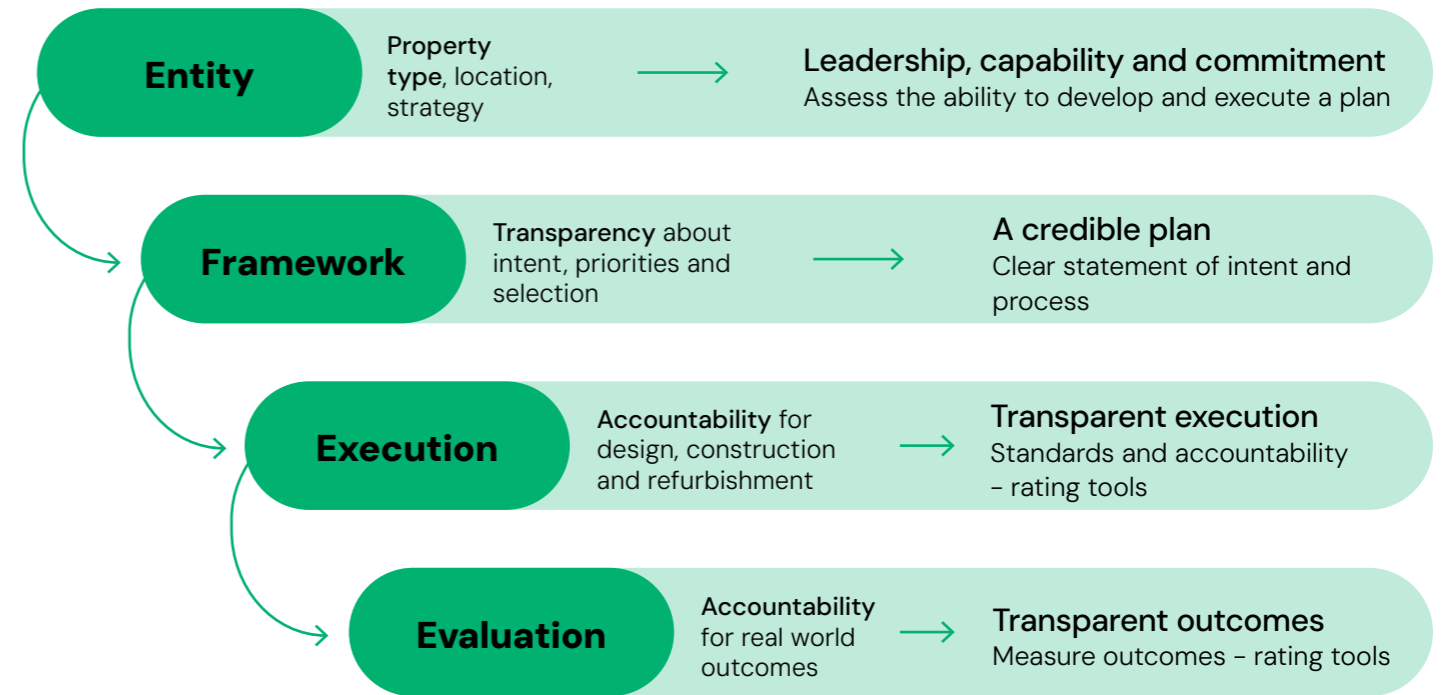 Entity
Property
type, location,
strategy
Leadership, capability and commitment
Assess the ability to develop and execute a plan
Framework
Transparency about
intent, priorities and
selection
A credible plan
Clear statement of intent and
process
Execution
Accountability for
design, construction
and refurbishment
Transparent execution
Standards and accountability
– rating tools
Evaluation
Accountability
for real world
outcomes
Transparent outcomes
Measure outcomes – rating tools